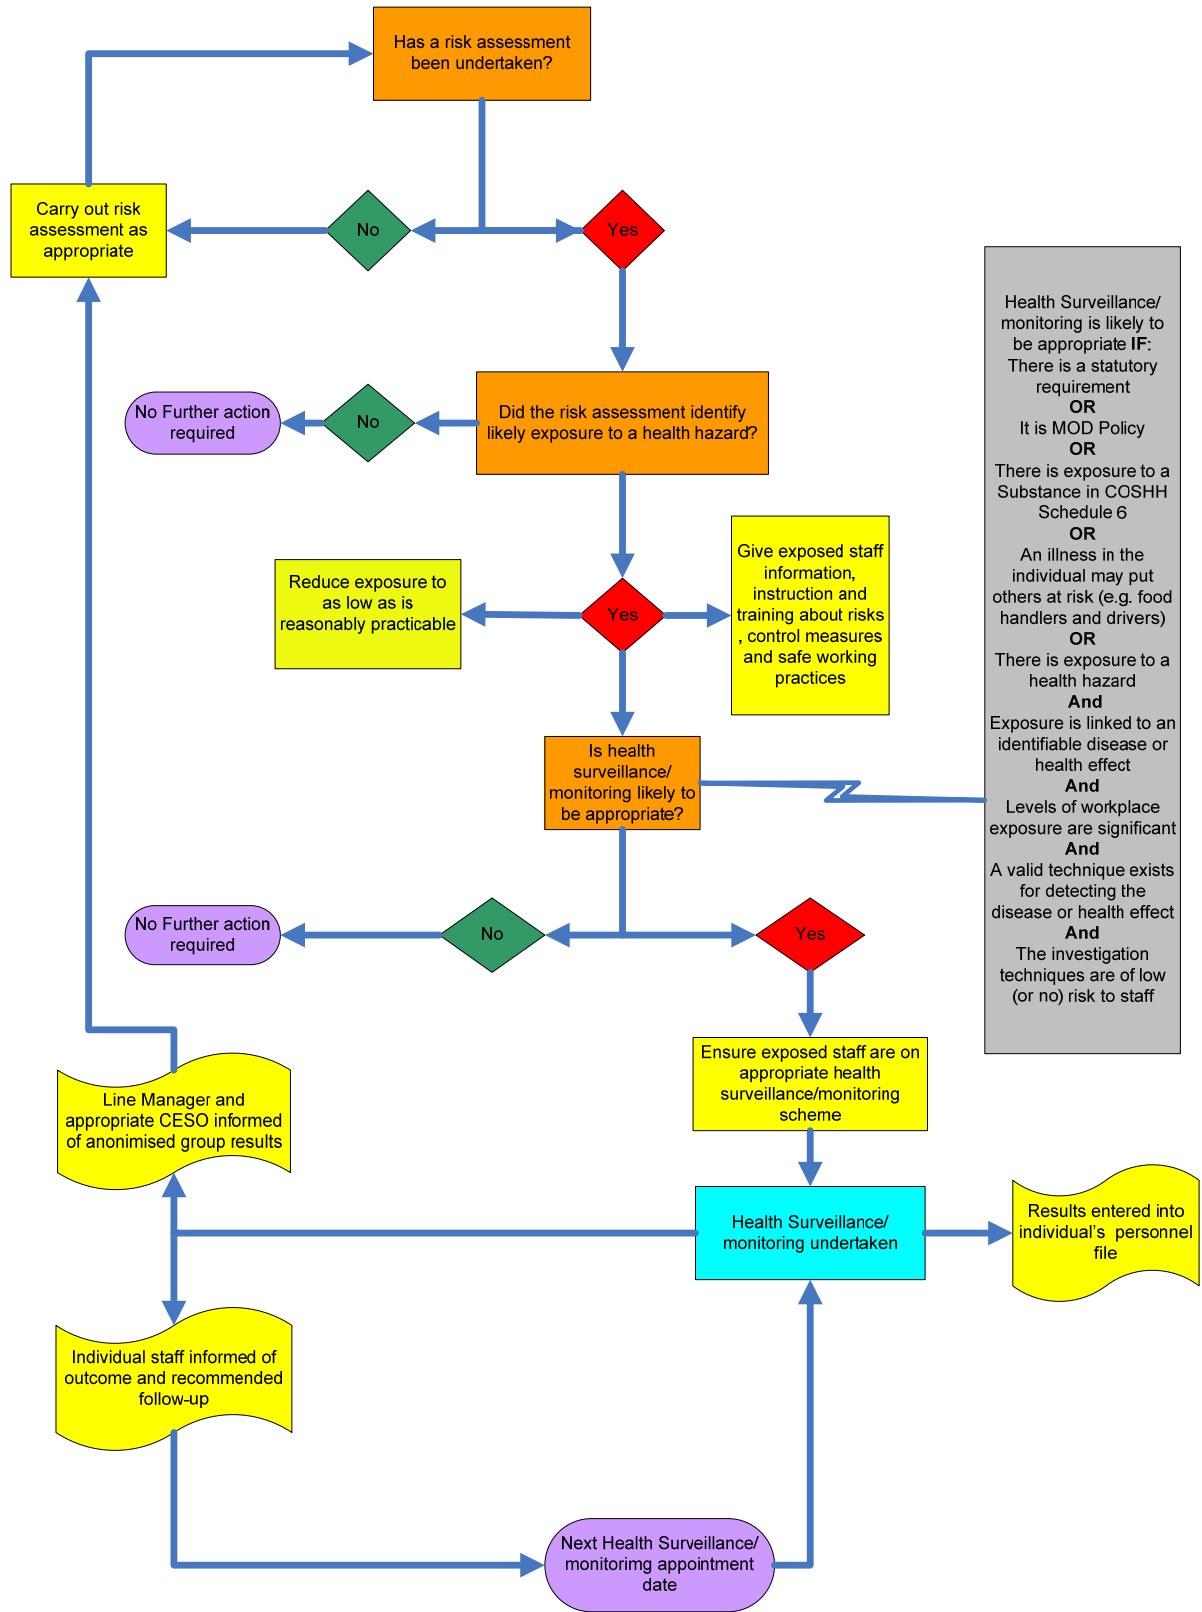 Has a risk assessment
been undertaken?
Carry out risk
assessment as
appropriate
No
Yes
No Further action
required
No
Did the risk assessment identify
likely exposure to a health hazard?
Reduce exposure to
as low as is
reasonably practicable
Yes
Give exposed staff
information,
instruction and
training about risks
, control measures
and safe working
practices
Is health
surveillance/
monitoring likely to
be appropriate?
Health Surveillance/
monitoring is likely to
be appropriate IF:
There is a statutory
requirement
OR
It is MOD Policy
OR
There is exposure to a
Substance in COSHH
Schedule 6
OR
An illness in the
individual may put
others at risk (e.g. food
handlers and drivers)
OR
There is exposure to a
health hazard
And
Exposure is linked to an
identifiable disease or
health effect
And
Levels of workplace
exposure are significant
And
A valid technique exists
for detecting the
disease or health effect
And
The investigation
techniques are of low
(or no) risk to staff
No Further action
required
No
Yes
Ensure exposed staff are on
appropriate health
surveillance/monitoring
scheme
Line Manager and
appropriate CESO informed
of anonimised group results
Health Surveillance/
monitoring undertaken
Results entered into
individual's  personnel
file
Individual staff informed of
outcome and recommended
follow-up
Next Health Surveillance/
monitorimg appointment
date